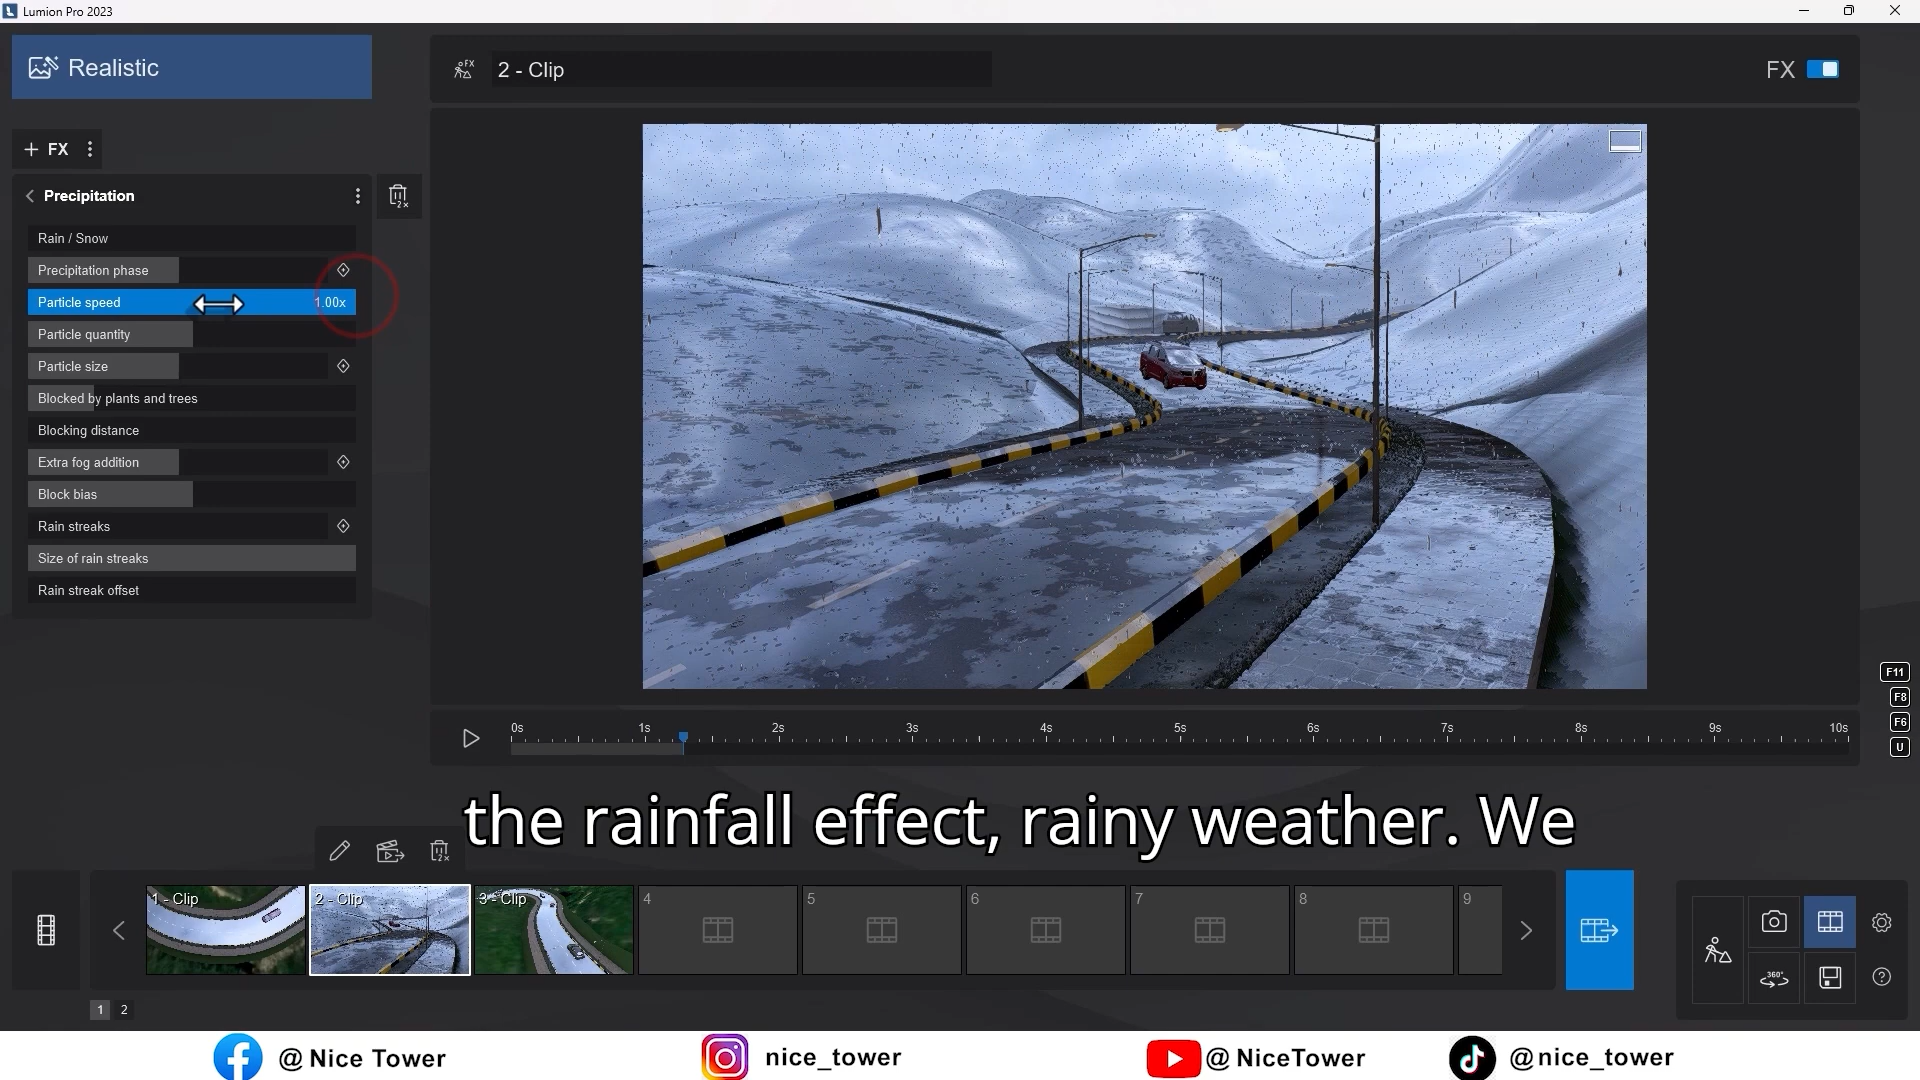 Lumion Pro 2023
Realistic
2 - Clip
FX
FX
Precipitation
Rain / Snow
Precipitation phase
Particle speed 1.00x
Particle quantity
Particle size
Blocked by plants and trees
Blocking distance
Extra fog addition
Block bias
Rain streaks
Size of rain streaks
Rain streak offset
F11
F8
F6
U
0s 1s 2s 3s 4s 5s 6s 7s 8s 9s 10s
the rainfall effect, rainy weather. We
1 - Clip 2 - Clip 3 - Clip 4 5 6 7 8 9
360°
1 2
@ Nice Tower nice_tower @ NiceTower @nice_tower